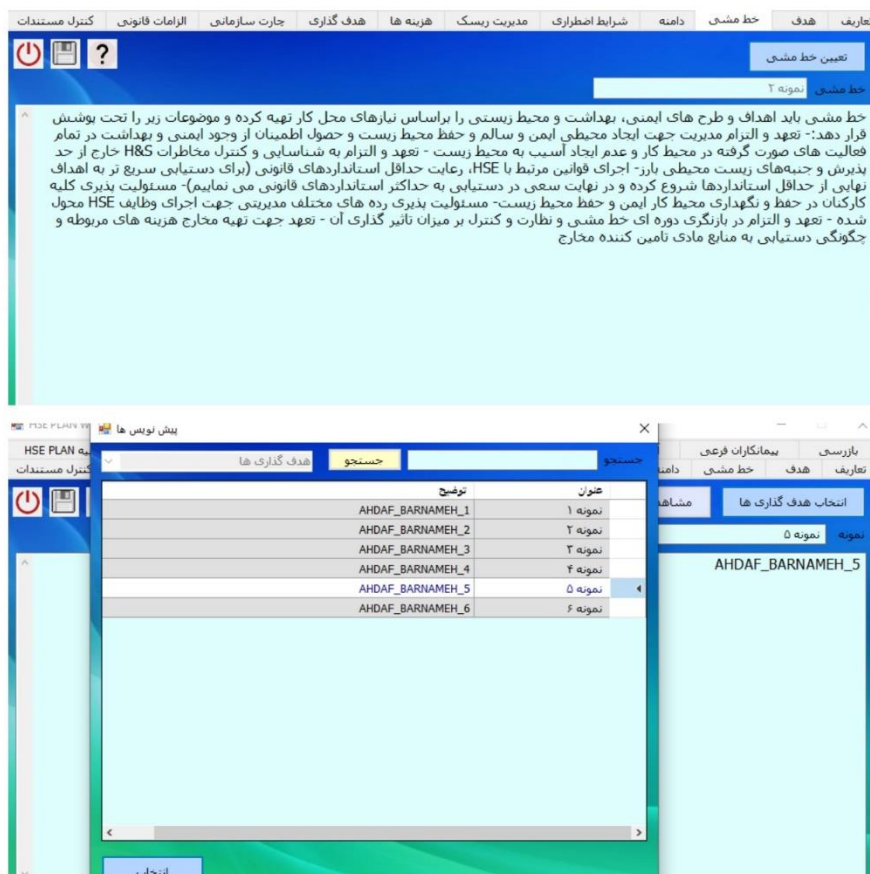 تعاریف هدف خط مشی دامنه شرایط اضطراری مدیریت ریسک هزینه ها هدف گذاری چارت سازمانی الزامات قانونی کنترل مستندات
تعیین خط مشی
?
خط مشی نمونه ۲
خط مشی باید اهداف و طرح های ایمنی، بهداشت و محیط زیستی را براساس نیازهای محل کار تهیه کرده و موضوعات زیر را تحت پوشش
قرار دهد:- تعهد و التزام مدیریت جهت ایجاد محیطی ایمن و سالم و حفظ محیط زیست و حصول اطمینان از وجود ایمنی و بهداشت در تمام
فعالیت های صورت گرفته در محیط کار و عدم ایجاد آسیب به محیط زیست - تعهد و التزام به شناسایی و کنترل مخاطرات H&S خارج از حد
پذیرش و جنبه‌های زیست محیطی بارز- اجرای قوانین مرتبط با HSE، رعایت حداقل استانداردهای قانونی (برای دستیابی سریع تر به اهداف
نهایی از حداقل استانداردها شروع کرده و در نهایت سعی در دستیابی به حداکثر استانداردهای قانونی می نماییم)- مسئولیت پذیری کلیه
کارکنان در حفظ و نگهداری محیط کار ایمن و حفظ محیط زیست- مسئولیت پذیری رده های مختلف مدیریتی جهت اجرای وظایف HSE محول
شده - تعهد و التزام در بازنگری دوره ای خط مشی و نظارت و کنترل بر میزان تاثیر گذاری آن - تعهد جهت تهیه مخارج هزینه های مربوطه و
چگونگی دستیابی به منابع مادی تامین کننده مخارج
HSE PLAN
پیش نویس ها
بازرسی پیمانکاران فرعی HSE PLAN
تعاریف هدف خط مشی کنترل مستندات
جستجو جستجو هدف گذاری ها
انتخاب هدف گذاری ها
نمونه نمونه ۵
AHDAF_BARNAMEH_5
عنوان توضیح
نمونه ۱ AHDAF_BARNAMEH_1
نمونه ۲ AHDAF_BARNAMEH_2
نمونه ۳ AHDAF_BARNAMEH_3
نمونه ۴ AHDAF_BARNAMEH_4
نمونه ۵ AHDAF_BARNAMEH_5
نمونه ۶ AHDAF_BARNAMEH_6
انتخاب